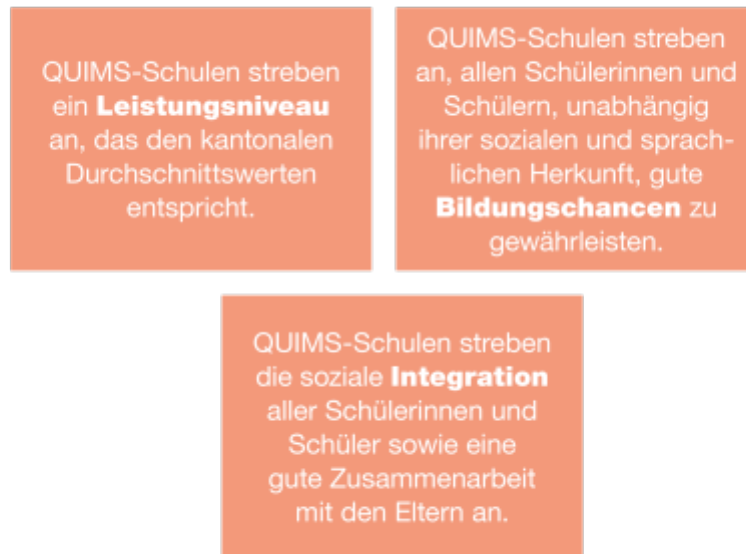 QUIMS-Schulen streben
ein Leistungsniveau
an, das den kantonalen
Durchschnittswerten
entspricht.
QUIMS-Schulen streben
an, allen Schülerinnen und
Schülern, unabhängig
ihrer sozialen und sprach-
lichen Herkunft, gute
Bildungschancen zu
gewährleisten.
QUIMS-Schulen streben
die soziale Integration
aller Schülerinnen und
Schüler sowie eine
gute Zusammenarbeit
mit den Eltern an.